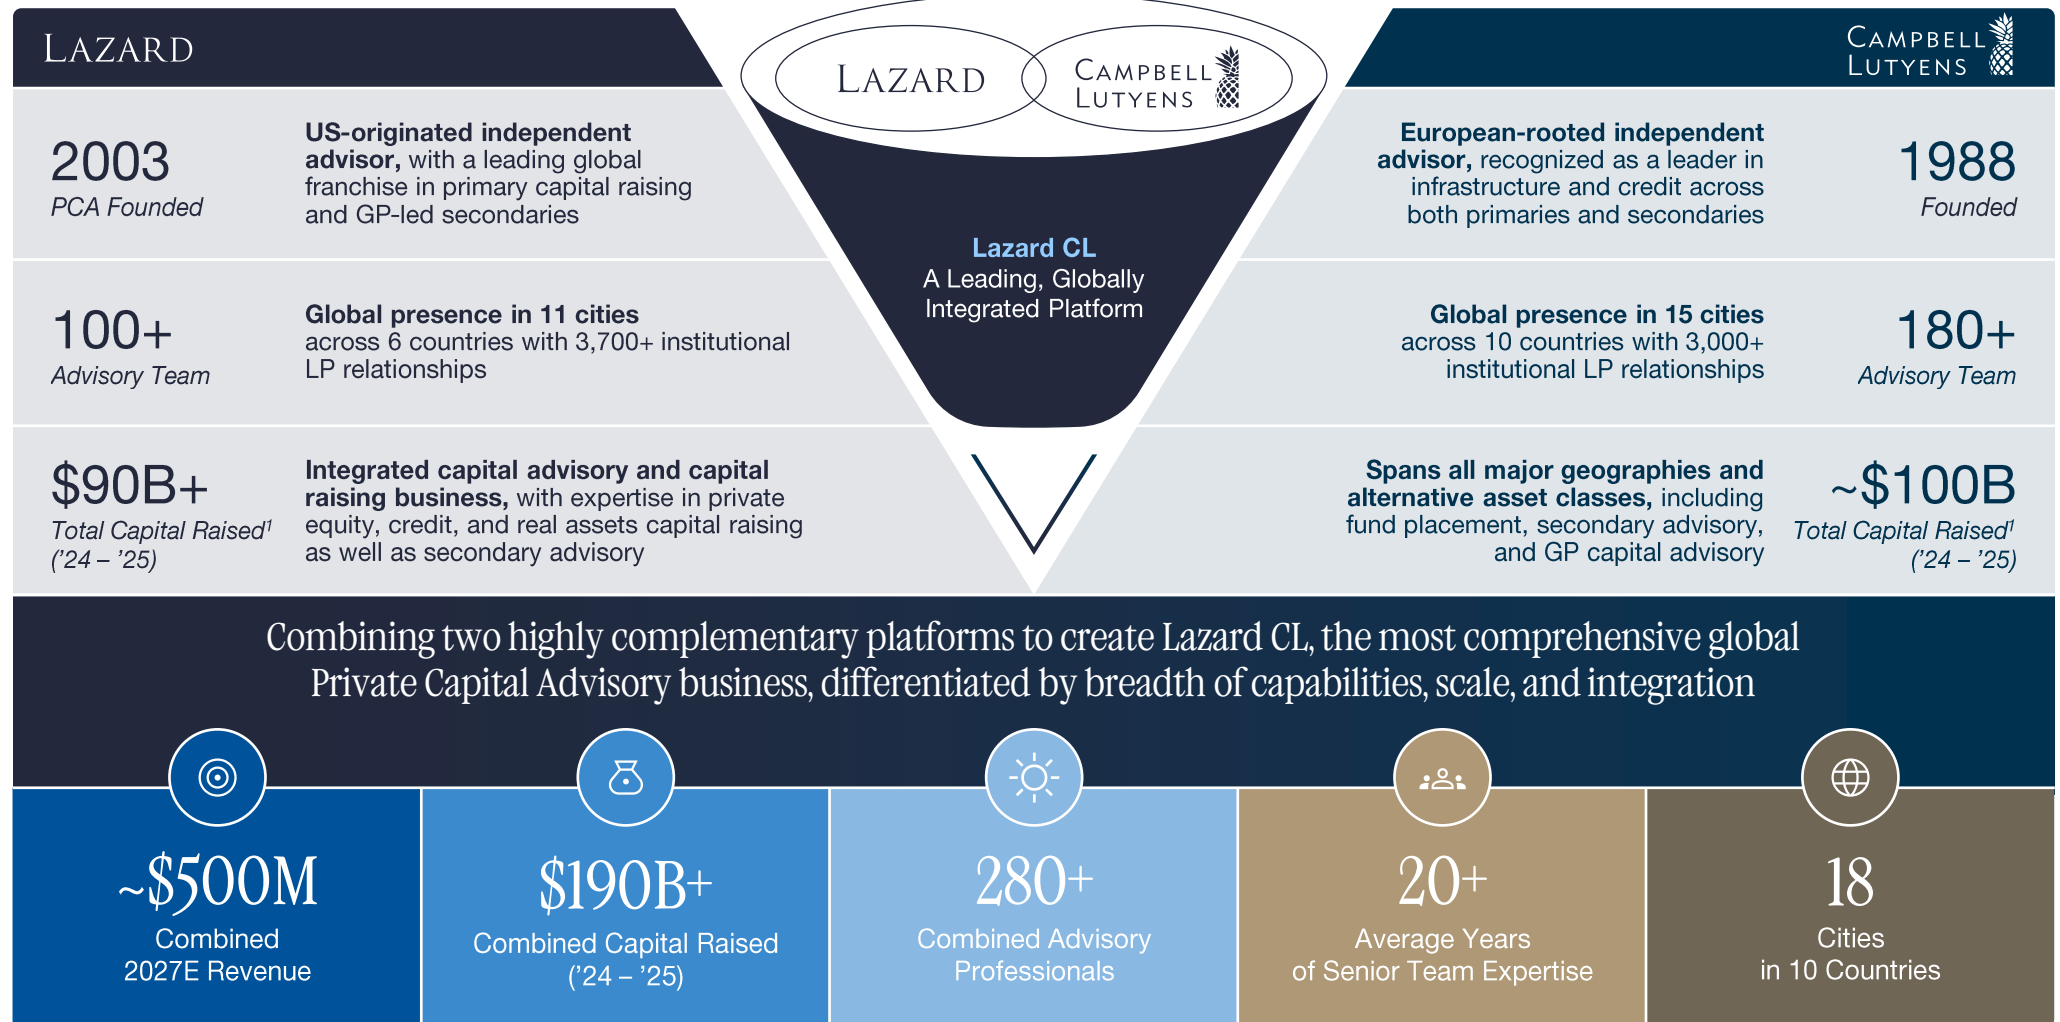 LAZARD
LAZARD
CAMPBELL
LUTYENS
CAMPBELL
LUTYENS
2003
PCA Founded
US-originated independent
advisor, with a leading global
franchise in primary capital raising
and GP-led secondaries
100+
Advisory Team
Global presence in 11 cities
across 6 countries with 3,700+ institutional
LP relationships
$90B+
Total Capital Raised¹
(’24 – ’25)
Integrated capital advisory and capital
raising business, with expertise in private
equity, credit, and real assets capital raising
as well as secondary advisory
Lazard CL
A Leading, Globally
Integrated Platform
European-rooted independent
advisor, recognized as a leader in
infrastructure and credit across
both primaries and secondaries
1988
Founded
Global presence in 15 cities
across 10 countries with 3,000+
institutional LP relationships
180+
Advisory Team
Spans all major geographies and
alternative asset classes, including
fund placement, secondary advisory,
and GP capital advisory
~$100B
Total Capital Raised¹
(’24 – ’25)
Combining two highly complementary platforms to create Lazard CL, the most comprehensive global
Private Capital Advisory business, differentiated by breadth of capabilities, scale, and integration
~$500M
Combined
2027E Revenue
$190B+
Combined Capital Raised
(’24 – ’25)
280+
Combined Advisory
Professionals
20+
Average Years
of Senior Team Expertise
18
Cities
in 10 Countries